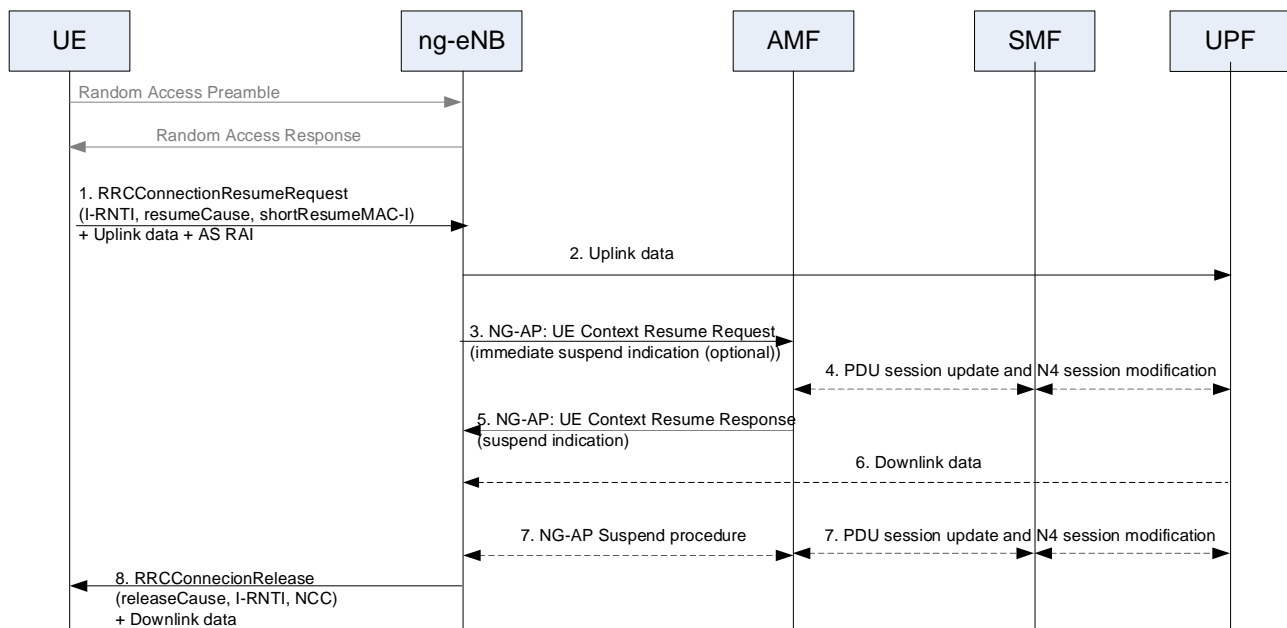 UE
ng-eNB
AMF
SMF
UPF
Random Access Preamble
Random Access Response
1. RRCConnectionResumeRequest
(I-RNTI, resumeCause, shortResumeMAC-I)
+ Uplink data + AS RAI
2. Uplink data
3. NG-AP: UE Context Resume Request
(immediate suspend indication (optional))
4. PDU session update and N4 session modification
5. NG-AP: UE Context Resume Response
(suspend indication)
6. Downlink data
7. NG-AP Suspend procedure
7. PDU session update and N4 session modification
8. RRCConnecionRelease
(releaseCause, I-RNTI, NCC)
+ Downlink data